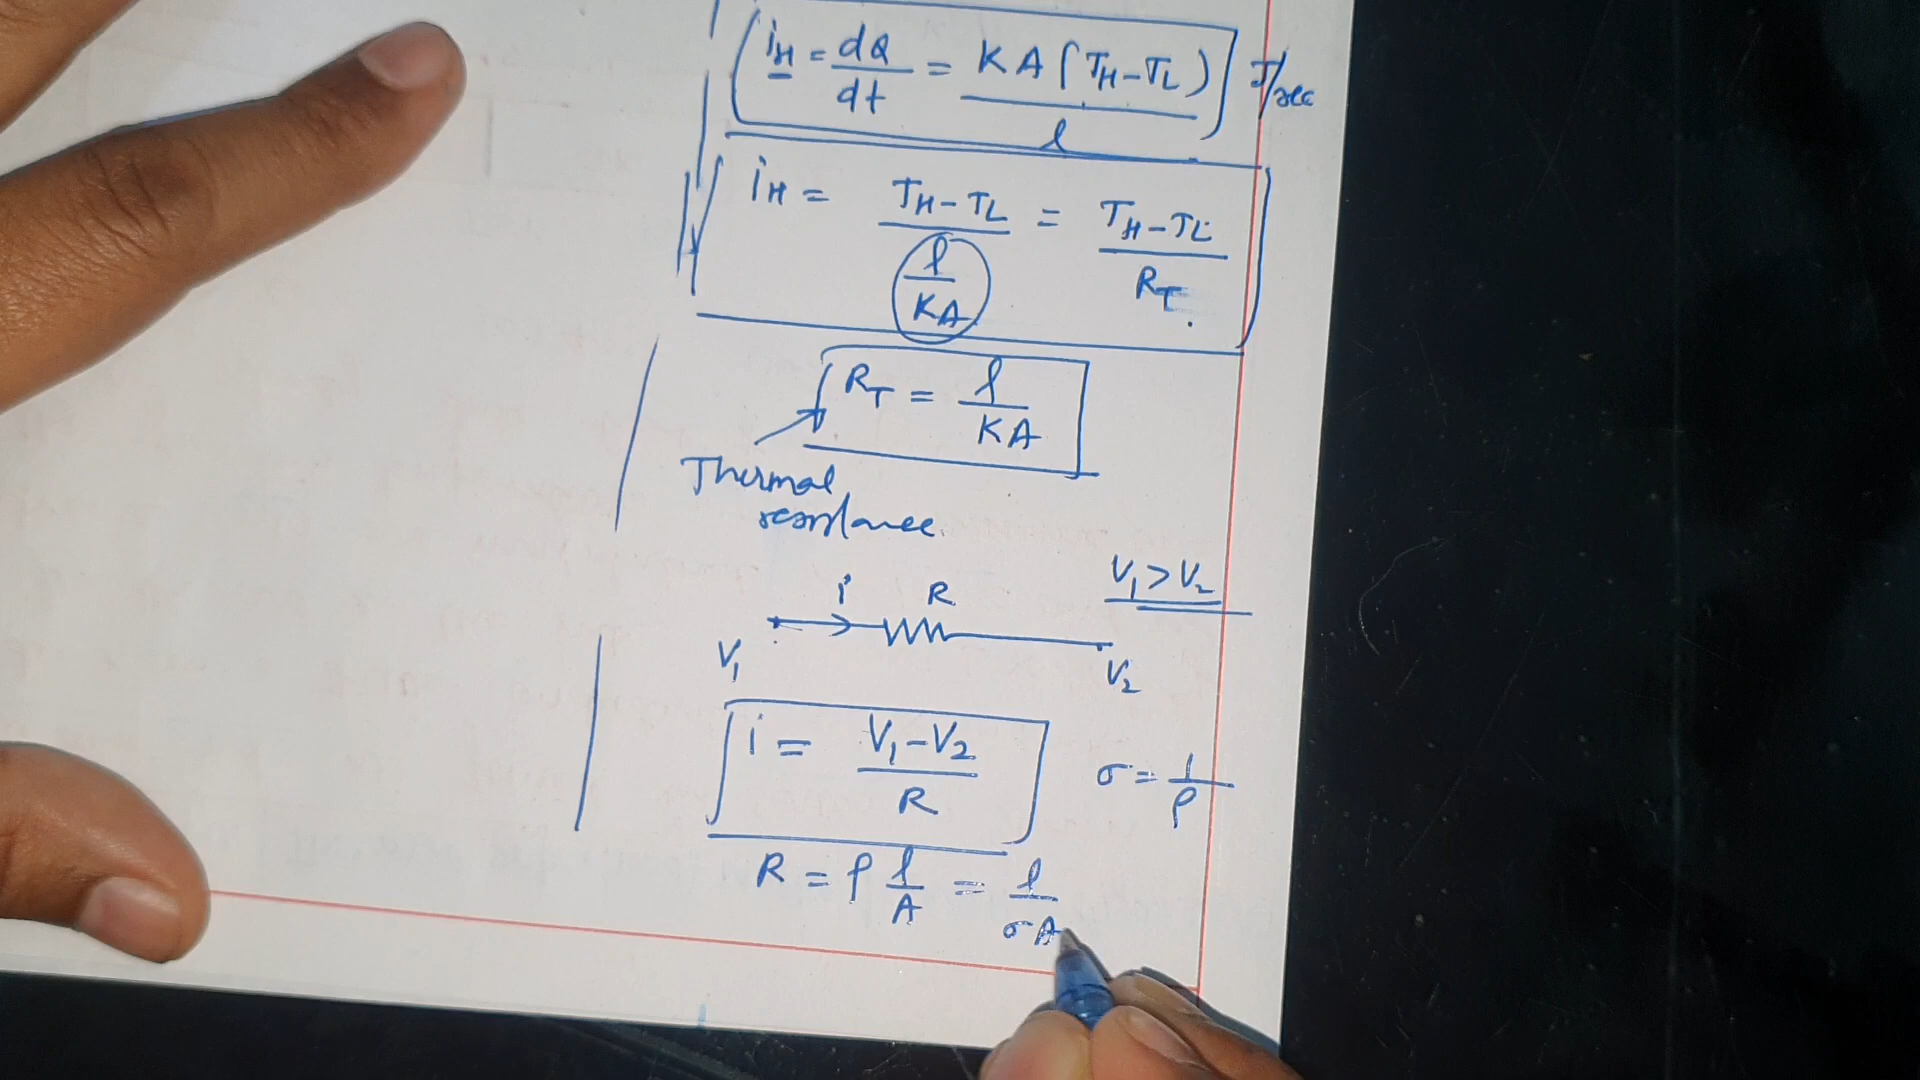 i_H = dQ/dt = KA(T_H - T_L)/l J/sec
i_H = (T_H - T_L)/(l/KA) = (T_H - T_L)/R_T.
R_T = l/KA
Thermal
resistance.
V_1 > V_2
i R
V_1 V_2
i = (V_1 - V_2)/R σ = 1/ρ
R = ρ l/A = l/σA